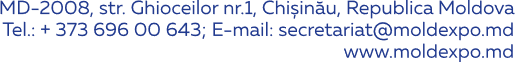 MD-2008, str. Ghioceilor nr.1, Chișinău, Republica Moldova
Tel.: + 373 696 00 643; E-mail: secretariat@moldexpo.md
www.moldexpo.md